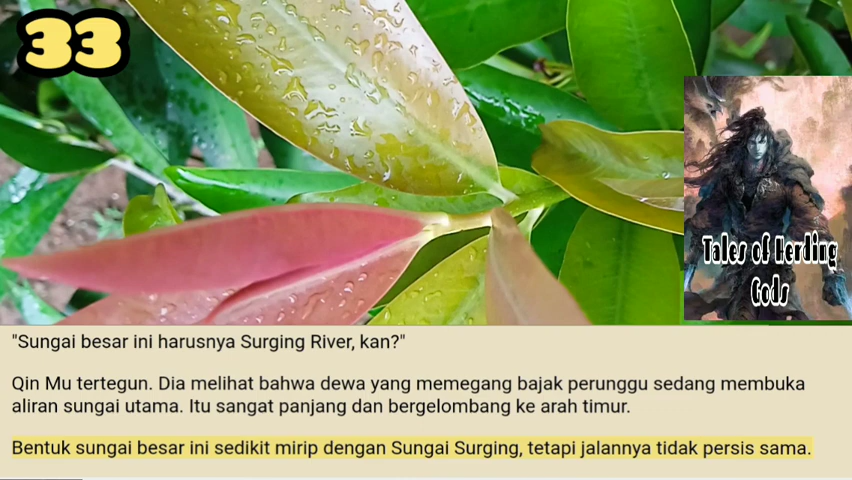 33
Tales of Herding
Gods
"Sungai besar ini harusnya Surging River, kan?"
Qin Mu tertegun. Dia melihat bahwa dewa yang memegang bajak perunggu sedang membuka
aliran sungai utama. Itu sangat panjang dan bergelombang ke arah timur.
Bentuk sungai besar ini sedikit mirip dengan Sungai Surging, tetapi jalannya tidak persis sama.